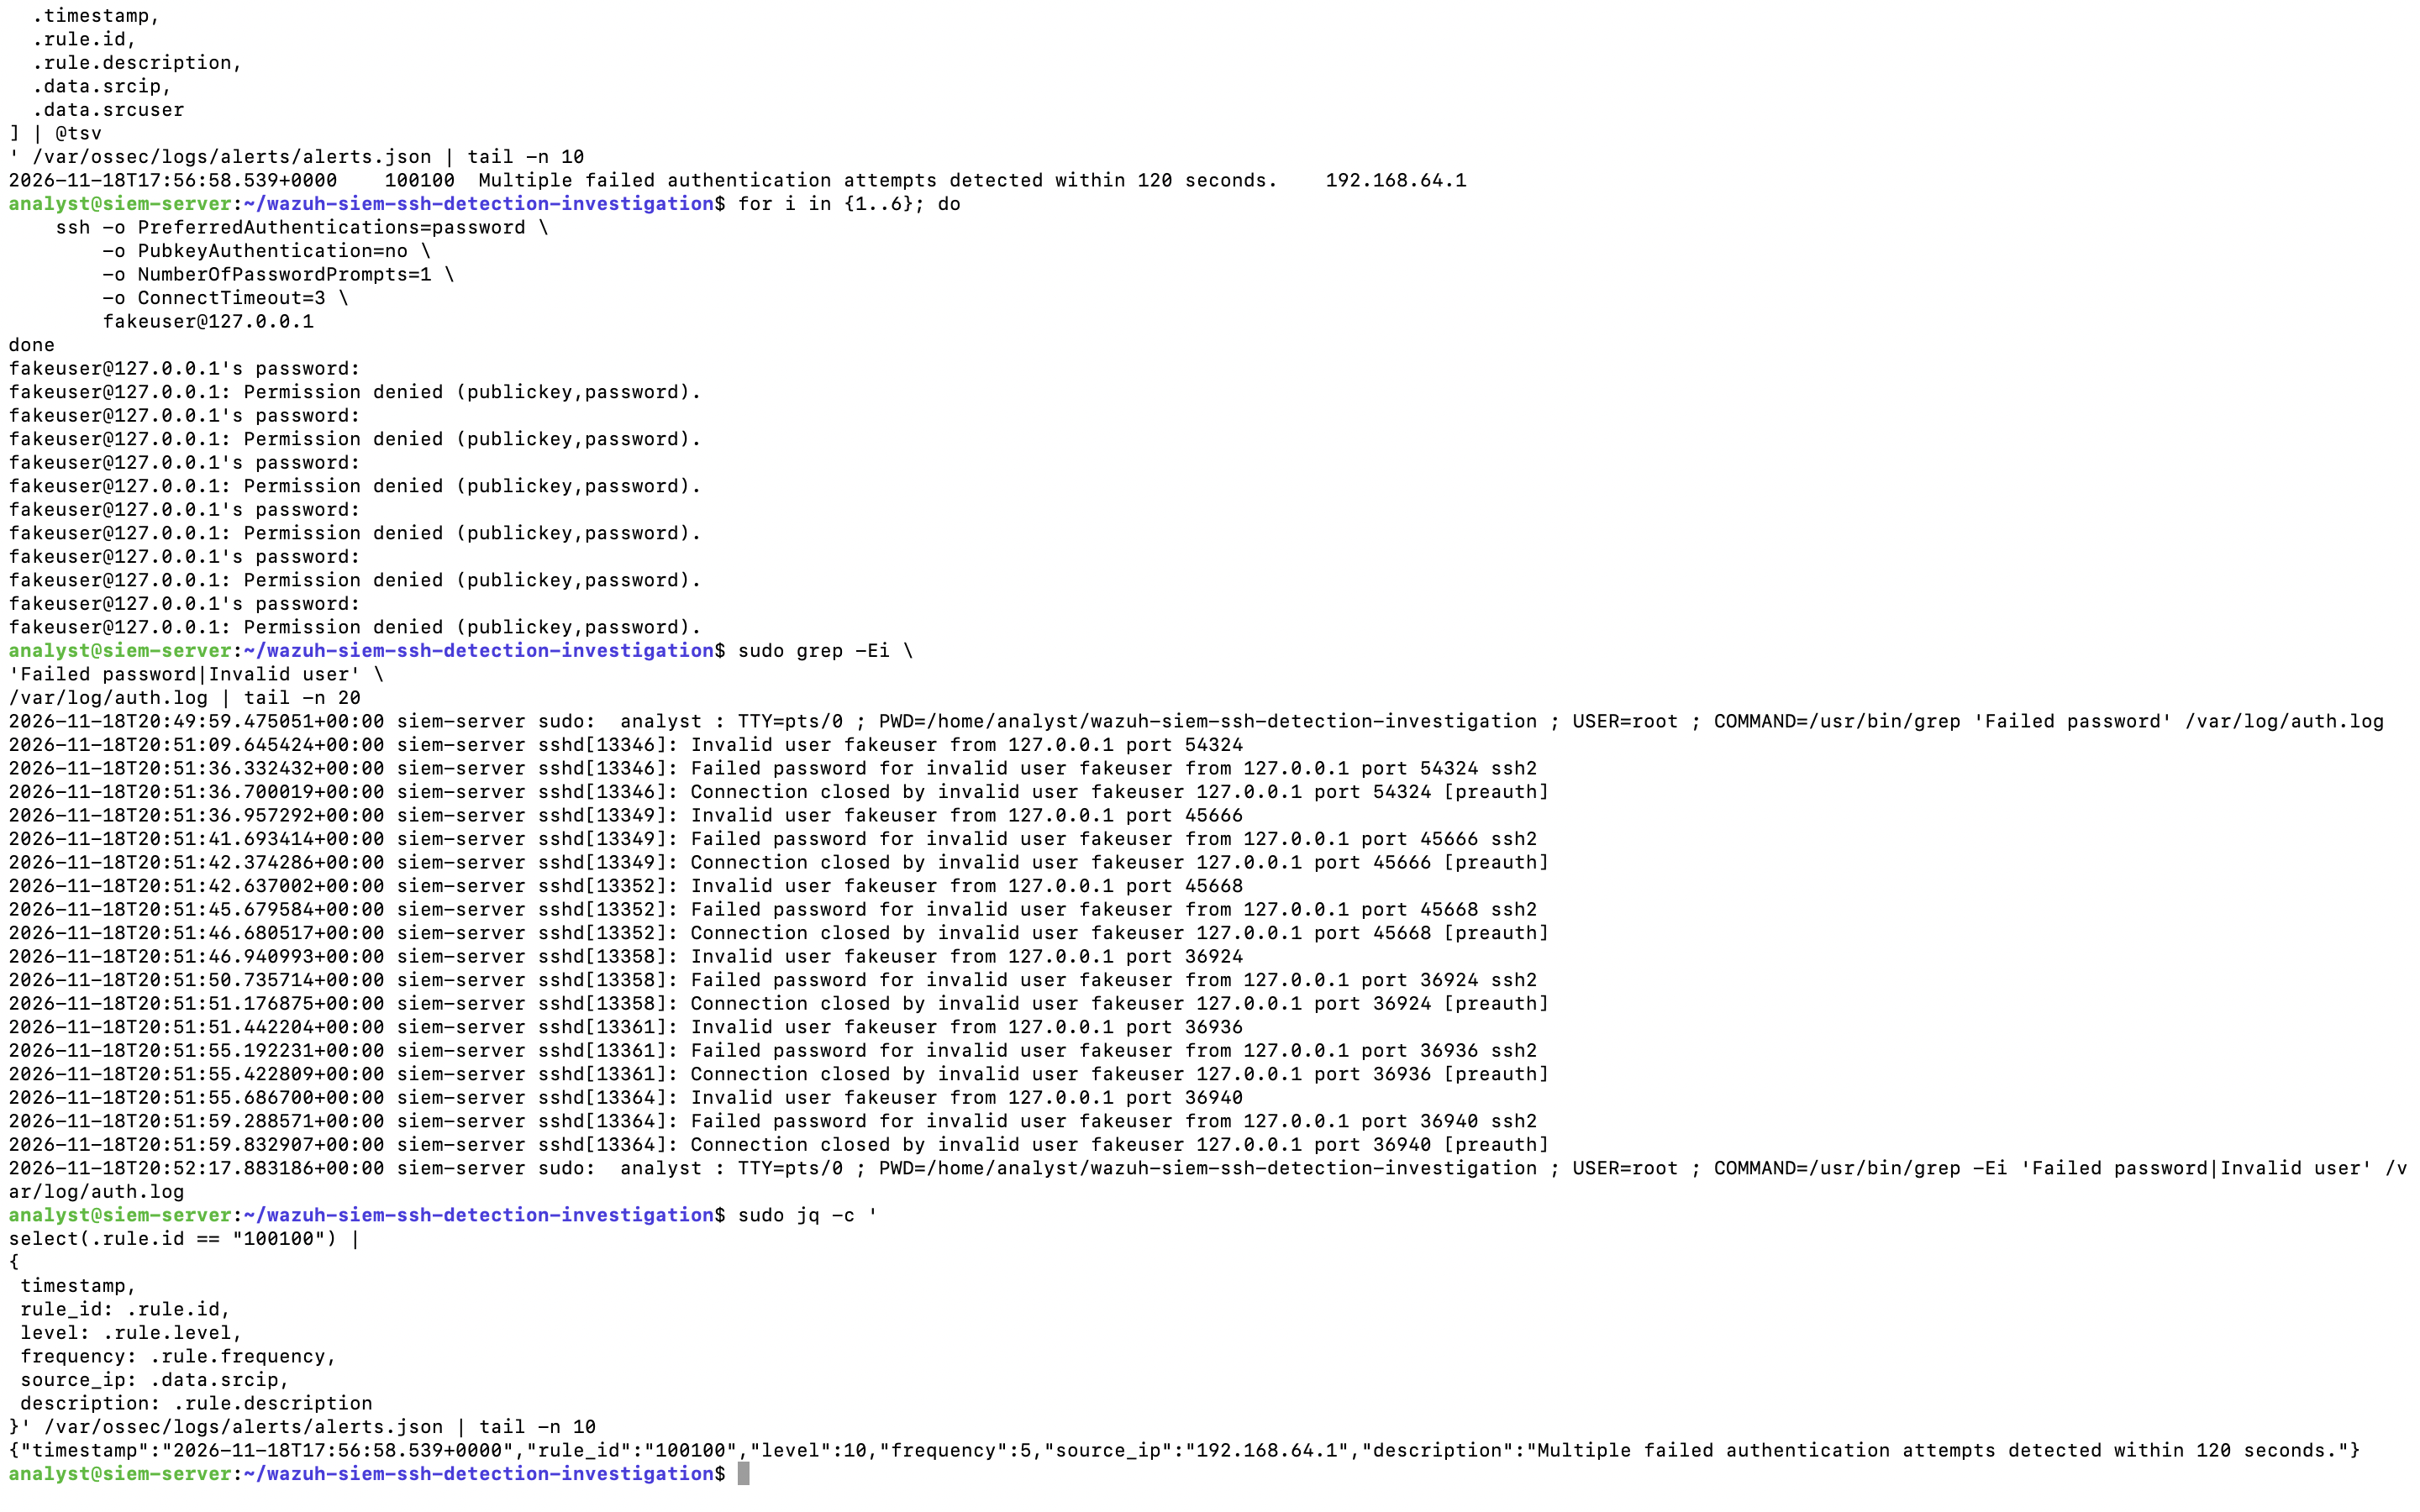 .timestamp,
  .rule.id,
  .rule.description,
  .data.srcip,
  .data.srcuser
] | @tsv
' /var/ossec/logs/alerts/alerts.json | tail -n 10
2026-11-18T17:56:58.539+0000    100100  Multiple failed authentication attempts detected within 120 seconds.    192.168.64.1
analyst@siem-server:~/wazuh-siem-ssh-detection-investigation$ for i in {1..6}; do
    ssh -o PreferredAuthentications=password \
        -o PubkeyAuthentication=no \
        -o NumberOfPasswordPrompts=1 \
        -o ConnectTimeout=3 \
        fakeuser@127.0.0.1
done
fakeuser@127.0.0.1's password:
fakeuser@127.0.0.1: Permission denied (publickey,password).
fakeuser@127.0.0.1's password:
fakeuser@127.0.0.1: Permission denied (publickey,password).
fakeuser@127.0.0.1's password:
fakeuser@127.0.0.1: Permission denied (publickey,password).
fakeuser@127.0.0.1's password:
fakeuser@127.0.0.1: Permission denied (publickey,password).
fakeuser@127.0.0.1's password:
fakeuser@127.0.0.1: Permission denied (publickey,password).
fakeuser@127.0.0.1's password:
fakeuser@127.0.0.1: Permission denied (publickey,password).
analyst@siem-server:~/wazuh-siem-ssh-detection-investigation$ sudo grep -Ei \
'Failed password|Invalid user' \
/var/log/auth.log | tail -n 20
2026-11-18T20:49:59.475051+00:00 siem-server sudo:  analyst : TTY=pts/0 ; PWD=/home/analyst/wazuh-siem-ssh-detection-investigation ; USER=root ; COMMAND=/usr/bin/grep 'Failed password' /var/log/auth.log
2026-11-18T20:51:09.645424+00:00 siem-server sshd[13346]: Invalid user fakeuser from 127.0.0.1 port 54324
2026-11-18T20:51:36.332432+00:00 siem-server sshd[13346]: Failed password for invalid user fakeuser from 127.0.0.1 port 54324 ssh2
2026-11-18T20:51:36.700019+00:00 siem-server sshd[13346]: Connection closed by invalid user fakeuser 127.0.0.1 port 54324 [preauth]
2026-11-18T20:51:36.957292+00:00 siem-server sshd[13349]: Invalid user fakeuser from 127.0.0.1 port 45666
2026-11-18T20:51:41.693414+00:00 siem-server sshd[13349]: Failed password for invalid user fakeuser from 127.0.0.1 port 45666 ssh2
2026-11-18T20:51:42.374286+00:00 siem-server sshd[13349]: Connection closed by invalid user fakeuser 127.0.0.1 port 45666 [preauth]
2026-11-18T20:51:42.637002+00:00 siem-server sshd[13352]: Invalid user fakeuser from 127.0.0.1 port 45668
2026-11-18T20:51:45.679584+00:00 siem-server sshd[13352]: Failed password for invalid user fakeuser from 127.0.0.1 port 45668 ssh2
2026-11-18T20:51:46.680517+00:00 siem-server sshd[13352]: Connection closed by invalid user fakeuser 127.0.0.1 port 45668 [preauth]
2026-11-18T20:51:46.940993+00:00 siem-server sshd[13358]: Invalid user fakeuser from 127.0.0.1 port 36924
2026-11-18T20:51:50.735714+00:00 siem-server sshd[13358]: Failed password for invalid user fakeuser from 127.0.0.1 port 36924 ssh2
2026-11-18T20:51:51.176875+00:00 siem-server sshd[13358]: Connection closed by invalid user fakeuser 127.0.0.1 port 36924 [preauth]
2026-11-18T20:51:51.442204+00:00 siem-server sshd[13361]: Invalid user fakeuser from 127.0.0.1 port 36936
2026-11-18T20:51:55.192231+00:00 siem-server sshd[13361]: Failed password for invalid user fakeuser from 127.0.0.1 port 36936 ssh2
2026-11-18T20:51:55.422809+00:00 siem-server sshd[13361]: Connection closed by invalid user fakeuser 127.0.0.1 port 36936 [preauth]
2026-11-18T20:51:55.686700+00:00 siem-server sshd[13364]: Invalid user fakeuser from 127.0.0.1 port 36940
2026-11-18T20:51:59.288571+00:00 siem-server sshd[13364]: Failed password for invalid user fakeuser from 127.0.0.1 port 36940 ssh2
2026-11-18T20:51:59.832907+00:00 siem-server sshd[13364]: Connection closed by invalid user fakeuser 127.0.0.1 port 36940 [preauth]
2026-11-18T20:52:17.883186+00:00 siem-server sudo:  analyst : TTY=pts/0 ; PWD=/home/analyst/wazuh-siem-ssh-detection-investigation ; USER=root ; COMMAND=/usr/bin/grep -Ei 'Failed password|Invalid user' /v
ar/log/auth.log
analyst@siem-server:~/wazuh-siem-ssh-detection-investigation$ sudo jq -c '
select(.rule.id == "100100") |
{
 timestamp,
 rule_id: .rule.id,
 level: .rule.level,
 frequency: .rule.frequency,
 source_ip: .data.srcip,
 description: .rule.description
}' /var/ossec/logs/alerts/alerts.json | tail -n 10
{"timestamp":"2026-11-18T17:56:58.539+0000","rule_id":"100100","level":10,"frequency":5,"source_ip":"192.168.64.1","description":"Multiple failed authentication attempts detected within 120 seconds."}
analyst@siem-server:~/wazuh-siem-ssh-detection-investigation$